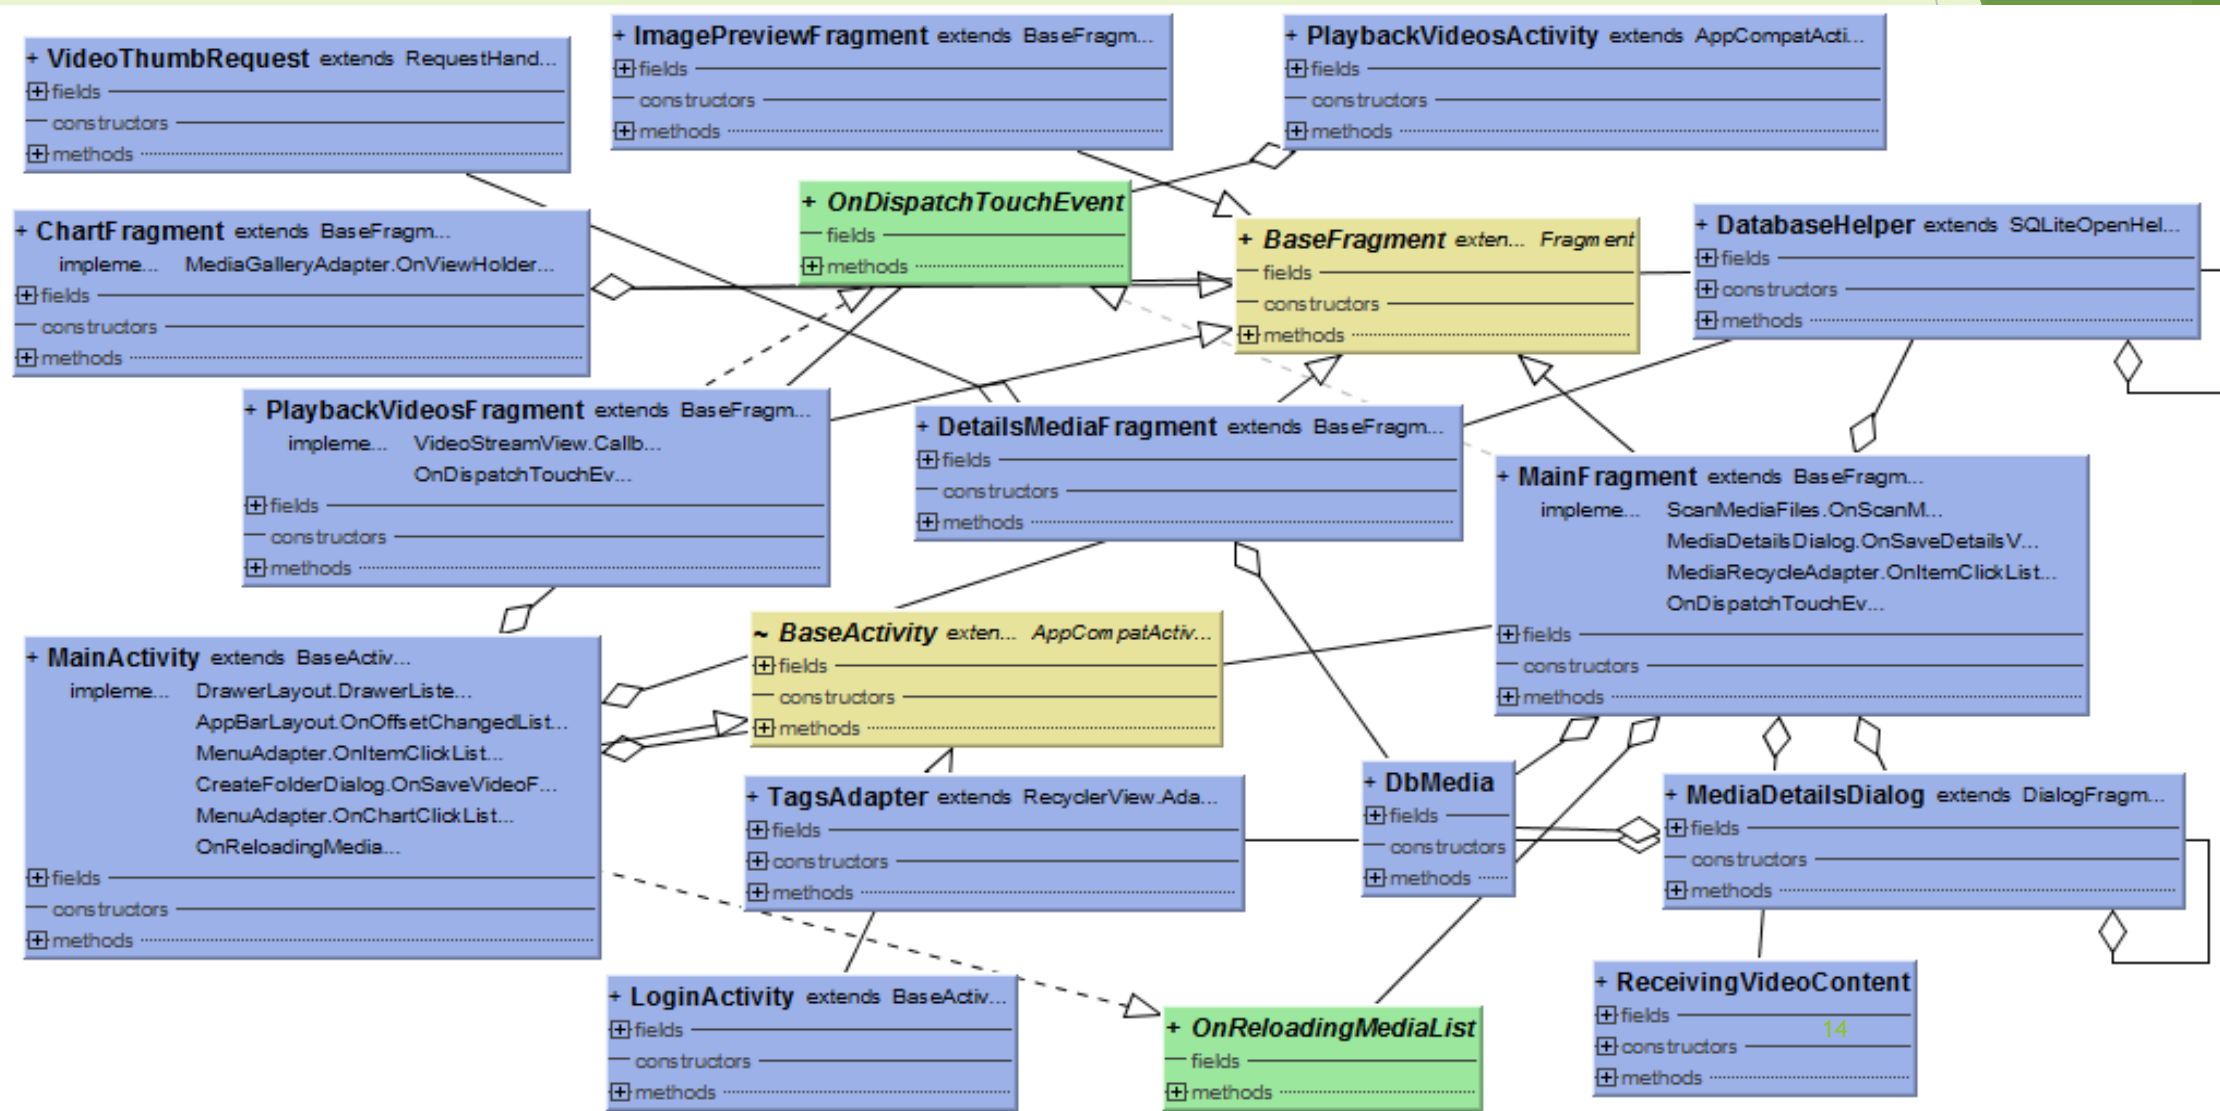 + VideoThumbRequest extends RequestHand...
fields
constructors
methods
+ ImagePreviewFragment extends BaseFragm...
fields
constructors
methods
+ PlaybackVideosActivity extends AppCompatActi...
fields
constructors
methods
+ ChartFragment extends BaseFragm...
impleme... MediaGalleryAdapter.OnViewHolder...
fields
constructors
methods
+ OnDispatchTouchEvent
fields
methods
+ BaseFragment exten... Fragment
fields
constructors
methods
+ DatabaseHelper extends SQLiteOpenHel...
fields
constructors
methods
+ PlaybackVideosFragment extends BaseFragm...
impleme... VideoStreamView.Callb...
OnDispatchTouchEv...
fields
constructors
methods
+ DetailsMediaFragment extends BaseFragm...
fields
constructors
methods
+ MainFragment extends BaseFragm...
impleme... ScanMediaFiles.OnScanM...
MediaDetailsDialog.OnSaveDetailsV...
MediaRecycleAdapter.OnItemClickList...
OnDispatchTouchEv...
fields
constructors
methods
+ MainActivity extends BaseActiv...
impleme... DrawerLayout.DrawerListe...
AppBarLayout.OnOffsetChangedList...
MenuAdapter.OnItemClickList...
CreateFolderDialog.OnSaveVideoF...
MenuAdapter.OnChartClickList...
OnReloadingMedia...
fields
constructors
methods
~ BaseActivity exten... AppCompatActiv...
fields
constructors
methods
+ TagsAdapter extends RecyclerView.Ada...
fields
constructors
methods
+ DbMedia
fields
constructors
methods
+ MediaDetailsDialog extends DialogFragm...
fields
constructors
methods
+ LoginActivity extends BaseActiv...
fields
constructors
methods
+ OnReloadingMediaList
fields
methods
+ ReceivingVideoContent
fields
14
constructors
methods